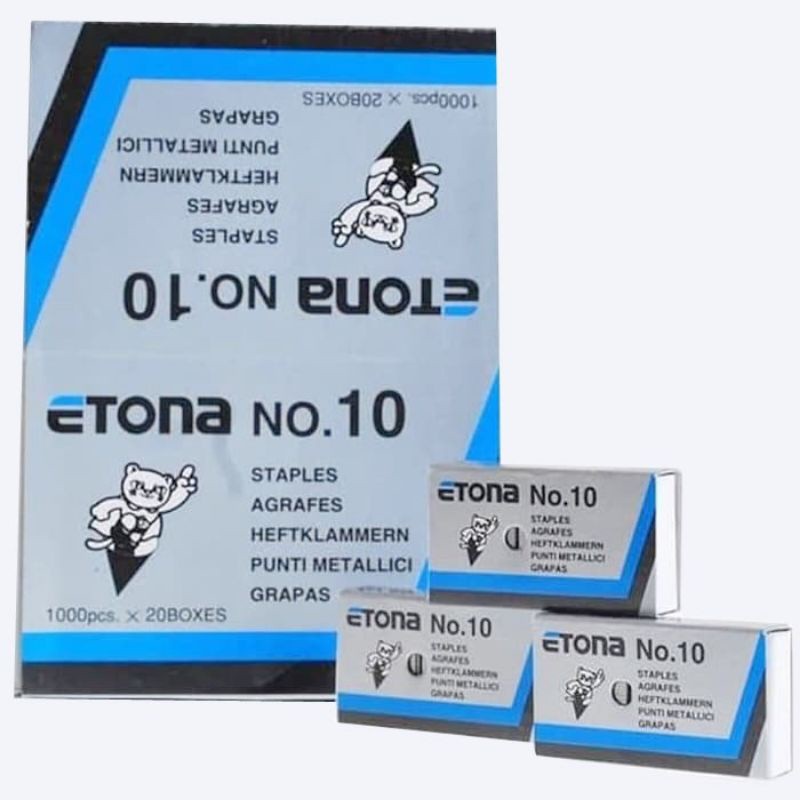 1000pcs. × 20BOXES
GRAPAS
PUNTI METALLICI
HEFTKLAMMERN
AGRAFES
STAPLES
ETONA NO.10
ETONA NO.10
STAPLES
AGRAFES
HEFTKLAMMERN
PUNTI METALLICI
GRAPAS
1000pcs. × 20BOXES
ETONA No.10
STAPLES
AGRAFES
HEFTKLAMMERN
PUNTI METALLICI
GRAPAS
ETONA No.10
STAPLES
AGRAFES
HEFTKLAMMERN
PUNTI METALLICI
GRAPAS
ETONA No.10
STAPLES
AGRAFES
HEFTKLAMMERN
PUNTI METALLICI
GRAPAS